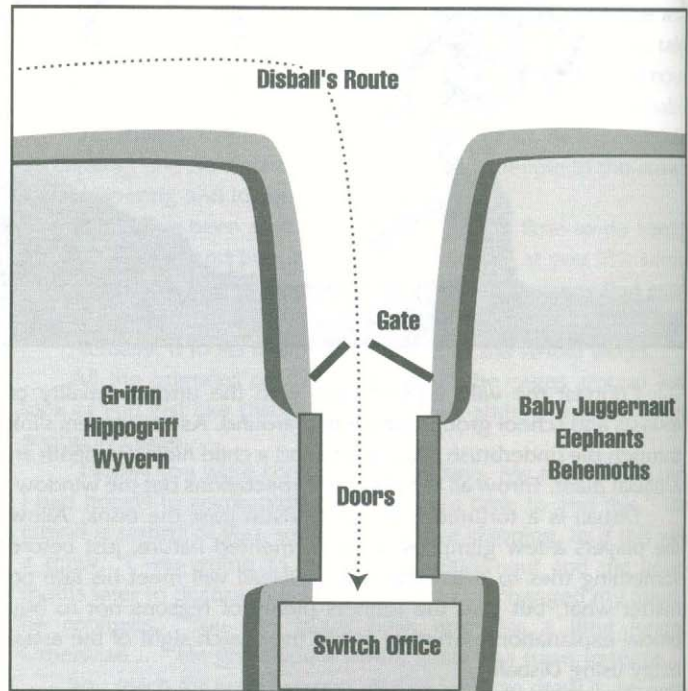 Disball's Route
Gate
Griffin
Hippogriff
Wyvern
Baby Juggernaut
Elephants
Behemoths
Doors
Switch Office